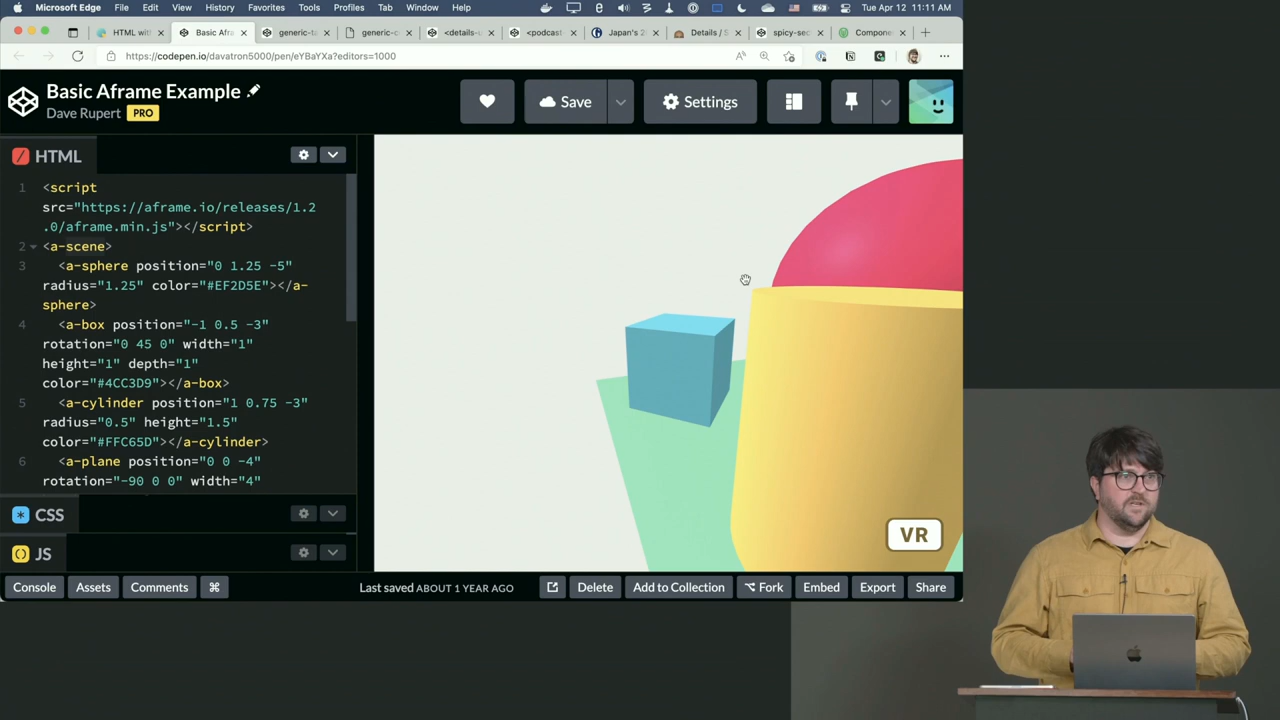 Microsoft Edge File Edit View History Favorites Tools Profiles Tab Window Help Tue Apr 12 11:11 AM
HTML with Basic Afra generic-ta generic-c <details-u <podcast Japan's 2 Details / S spicy-sec Compone
https://codepen.io/davatron5000/pen/eYBaYXa?editores=1000
Basic Aframe Example
Dave Rupert PRO
Save
Settings
HTML
1 <script
src="https://aframe.io/releases/1.2
.0/aframe.min.js"></script>
2 <a-scene>
3 <a-sphere position="0 1.25 -5"
radius="1.25" color="#EF2D5E"></a-
sphere>
4 <a-box position="-1 0.5 -3"
rotation="0 45 0" width="1"
height="1" depth="1"
color="#4CC3D9"></a-box>
5 <a-cylinder position="1 0.75 -3"
radius="0.5" height="1.5"
color="#FFC65D"></a-cylinder>
6 <a-plane position="0 0 -4"
rotation="-90 0 0" width="4"
VR
CSS
JS
Console Assets Comments ⌘ Last saved ABOUT 1 YEAR AGO Delete Add to Collection Fork Embed Export Share